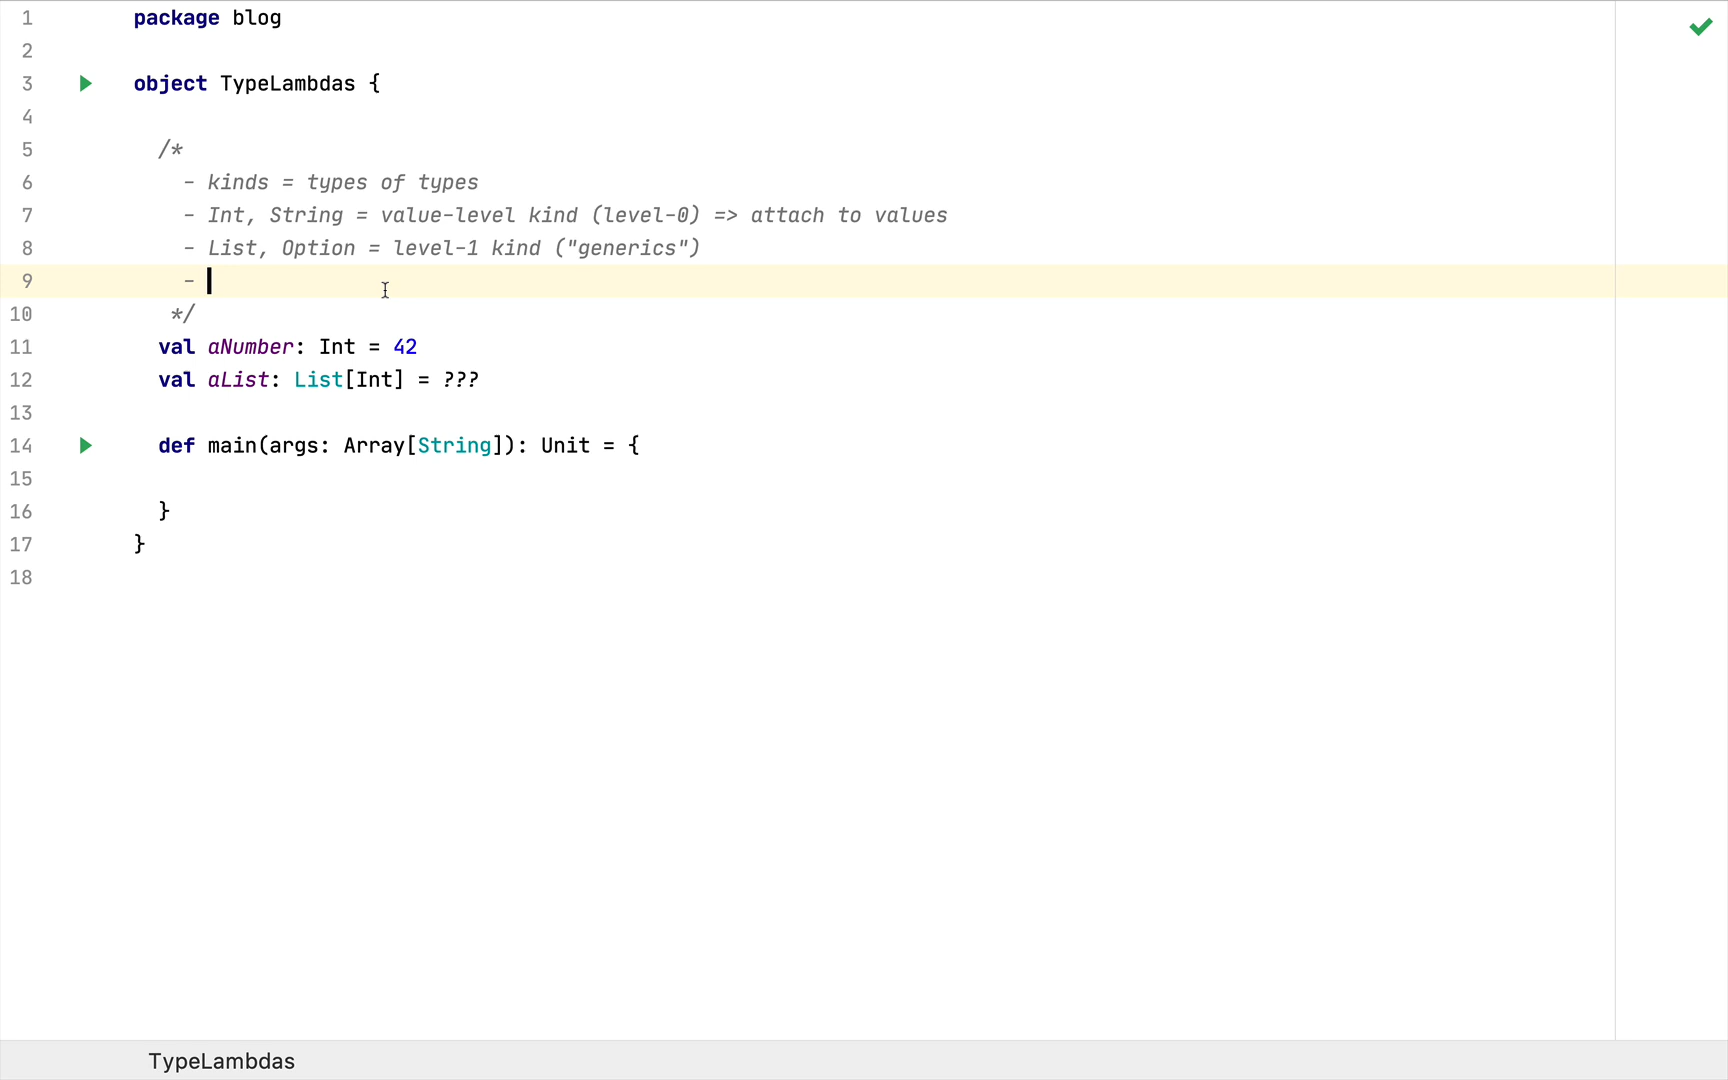 1 package blog
2
3 object TypeLambdas {
4
5 /*
6 - kinds = types of types
7 - Int, String = value-level kind (level-0) => attach to values
8 - List, Option = level-1 kind ("generics")
9 -
10 */
11 val aNumber: Int = 42
12 val aList: List[Int] = ???
13
14 def main(args: Array[String]): Unit = {
15
16 }
17 }
18
TypeLambdas